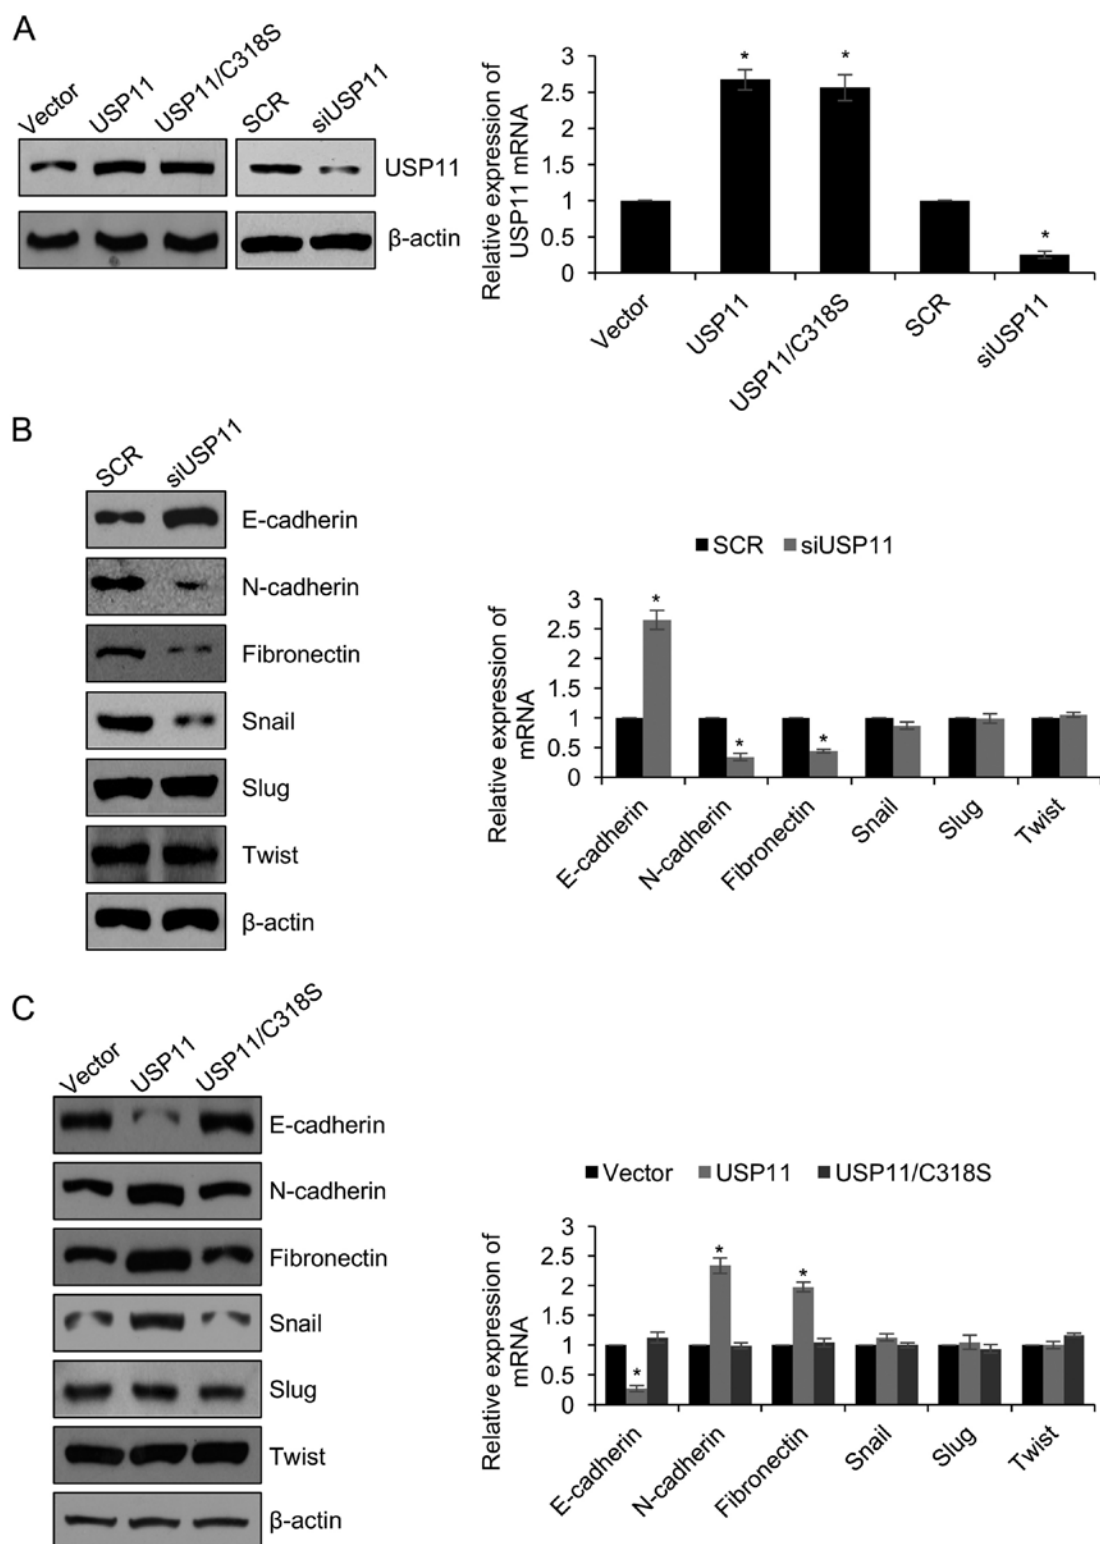 A
Vector
USP11
USP11/C318S
SCR
siUSP11
USP11
β-actin
Relative expression of
USP11 mRNA
3
2.5
2
1.5
1
0.5
0
*
*
*
Vector
USP11
USP11/C318S
SCR
siUSP11
B
SCR
siUSP11
E-cadherin
N-cadherin
Fibronectin
Snail
Slug
Twist
β-actin
SCR siUSP11
Relative expression of
mRNA
3
2.5
2
1.5
1
0.5
0
*
*
*
E-cadherin
N-cadherin
Fibronectin
Snail
Slug
Twist
C
Vector
USP11
USP11/C318S
E-cadherin
N-cadherin
Fibronectin
Snail
Slug
Twist
β-actin
Vector USP11 USP11/C318S
Relative expression of
mRNA
3
2.5
2
1.5
1
0.5
0
*
*
*
E-cadherin
N-cadherin
Fibronectin
Snail
Slug
Twist